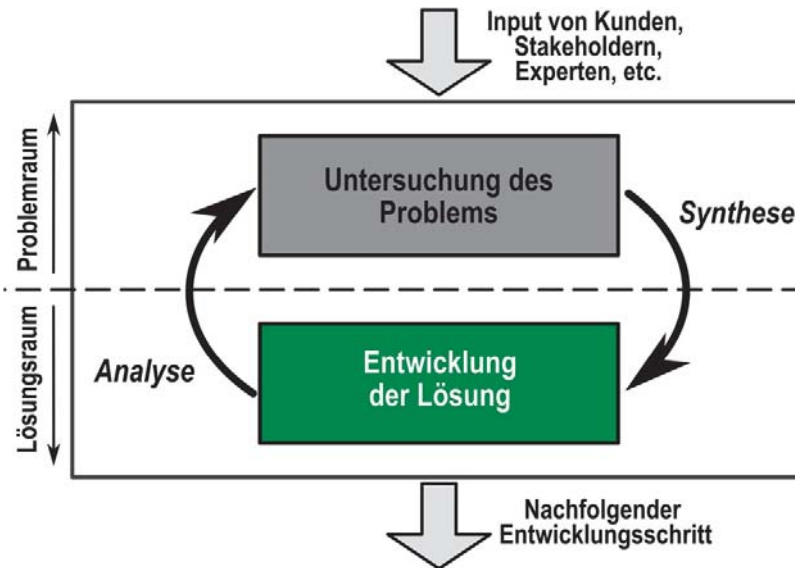 Input von Kunden,
Stakeholdern,
Experten, etc.
Problemraum
Untersuchung des
Problems
Synthese
Lösungsraum
Analyse
Entwicklung
der Lösung
Nachfolgender
Entwicklungsschritt